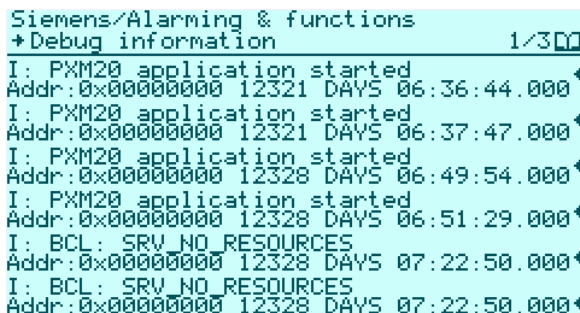 Siemens/Alarming & functions
→Debug information 1/3
I: PXM20 application started
Addr:0x00000000 12321 DAYS 06:36:44.000
I: PXM20 application started
Addr:0x00000000 12321 DAYS 06:37:47.000
I: PXM20 application started
Addr:0x00000000 12328 DAYS 06:49:54.000
I: PXM20 application started
Addr:0x00000000 12328 DAYS 06:51:29.000
I: BCL: SRV_NO_RESOURCES
Addr:0x00000000 12328 DAYS 07:22:50.000
I: BCL: SRV_NO_RESOURCES
Addr:0x00000000 12328 DAYS 07:22:50.000